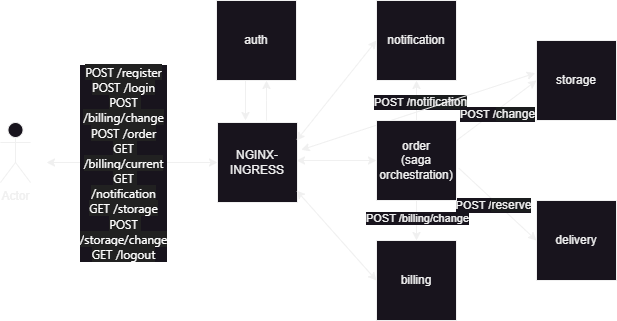 auth
notification
storage
POST /register
POST /login
POST
/billing/change
POST /order
GET
/billing/current
GET
/notification
GET /storage
POST
/storage/change
GET /logout
Actor
NGINX-
INGRESS
POST /notification
POST /change
order
(saga
orchestration)
POST /reserve
POST /billing/change
delivery
billing